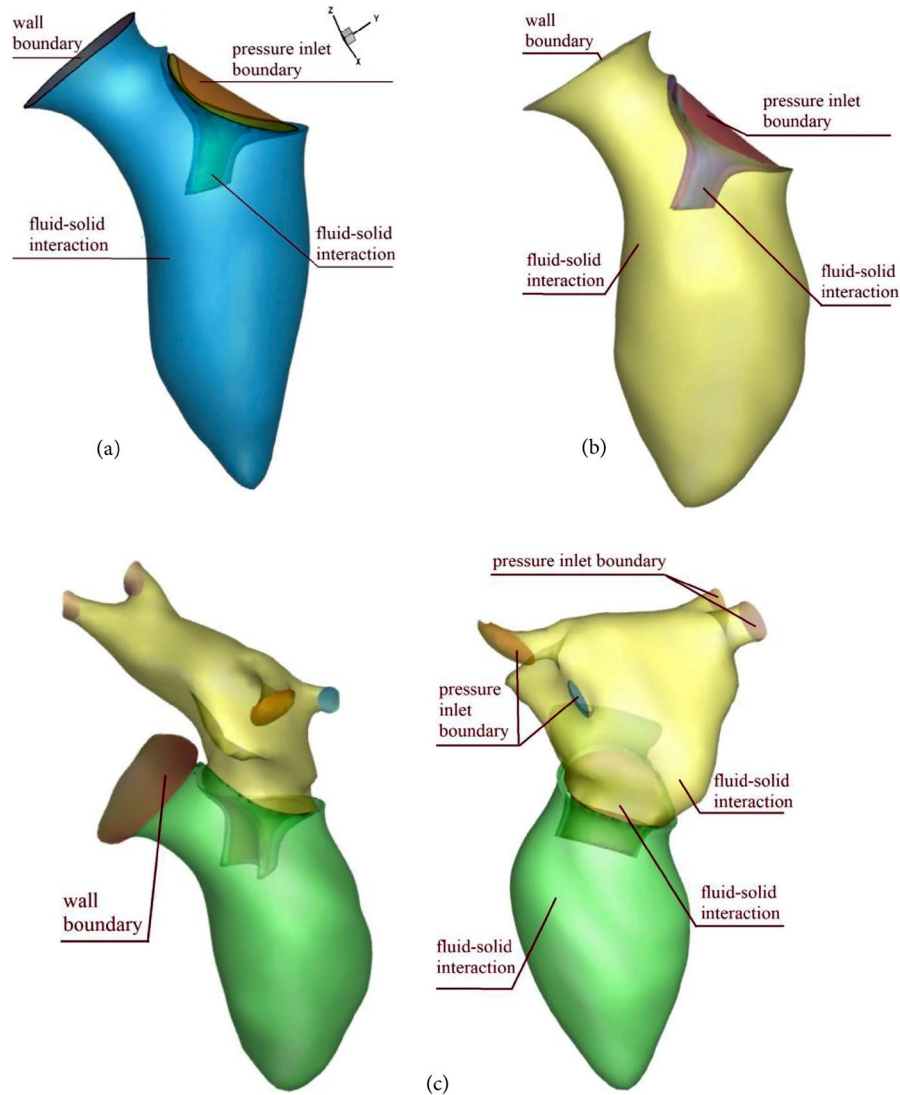 wall
boundary
Z
Y
X
pressure inlet
boundary
fluid-solid
interaction
fluid-solid
interaction
(a)
wall
boundary
pressure inlet
boundary
fluid-solid
interaction
fluid-solid
interaction
(b)
wall
boundary
pressure inlet boundary
pressure
inlet
boundary
fluid-solid
interaction
fluid-solid
interaction
fluid-solid
interaction
(c)